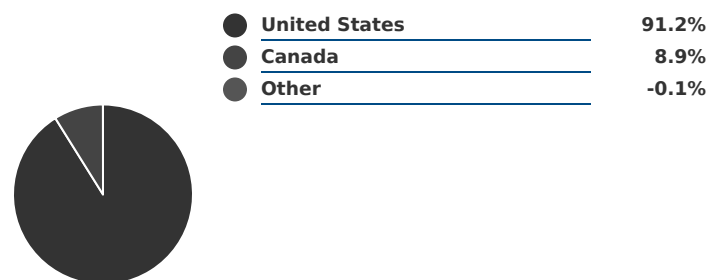 United States 91.2%
Canada 8.9%
Other -0.1%